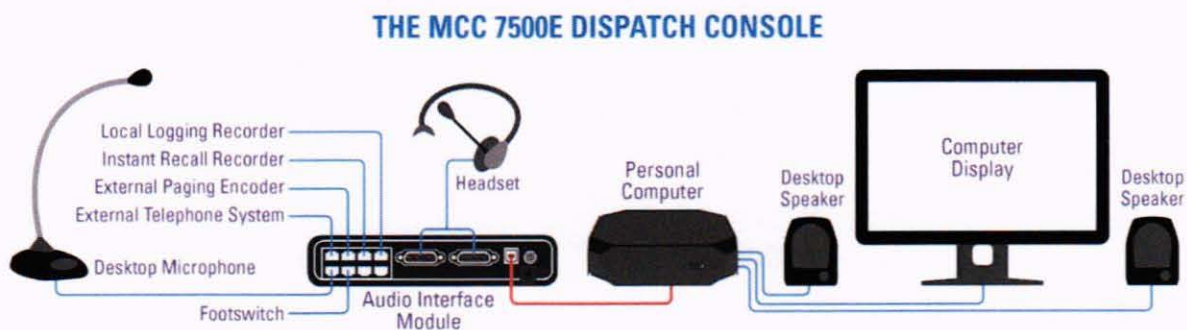 THE MCC 7500E DISPATCH CONSOLE
Local Logging Recorder
Instant Recall Recorder
External Paging Encoder
External Telephone System
Desktop Microphone
Footswitch
Headset
Audio Interface
Module
Personal
Computer
Desktop
Speaker
Computer
Display
Desktop
Speaker